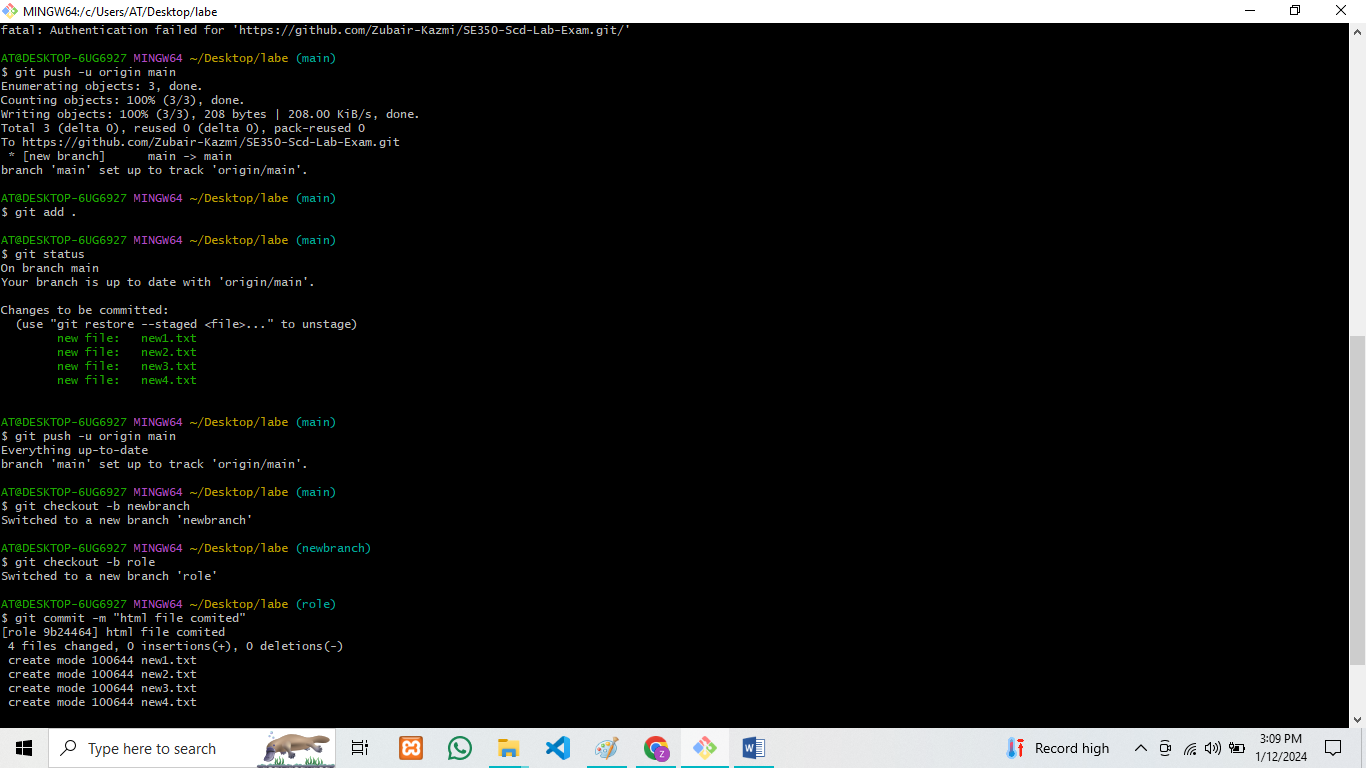 MINGW64:/c/Users/AT/Desktop/labe
fatal: Authentication failed for 'https://github.com/Zubair-Kazmi/SE350-Scd-Lab-Exam.git/'
AT@DESKTOP-6UG6927 MINGW64 ~/Desktop/labe (main)
$ git push -u origin main
Enumerating objects: 3, done.
Counting objects: 100% (3/3), done.
Writing objects: 100% (3/3), 208 bytes | 208.00 KiB/s, done.
Total 3 (delta 0), reused 0 (delta 0), pack-reused 0
To https://github.com/Zubair-Kazmi/SE350-Scd-Lab-Exam.git
 * [new branch]      main -> main
branch 'main' set up to track 'origin/main'.
AT@DESKTOP-6UG6927 MINGW64 ~/Desktop/labe (main)
$ git add .
AT@DESKTOP-6UG6927 MINGW64 ~/Desktop/labe (main)
$ git status
On branch main
Your branch is up to date with 'origin/main'.
Changes to be committed:
  (use "git restore --staged <file>..." to unstage)
        new file:   new1.txt
        new file:   new2.txt
        new file:   new3.txt
        new file:   new4.txt
AT@DESKTOP-6UG6927 MINGW64 ~/Desktop/labe (main)
$ git push -u origin main
Everything up-to-date
branch 'main' set up to track 'origin/main'.
AT@DESKTOP-6UG6927 MINGW64 ~/Desktop/labe (main)
$ git checkout -b newbranch
Switched to a new branch 'newbranch'
AT@DESKTOP-6UG6927 MINGW64 ~/Desktop/labe (newbranch)
$ git checkout -b role
Switched to a new branch 'role'
AT@DESKTOP-6UG6927 MINGW64 ~/Desktop/labe (role)
$ git commit -m "html file comited"
[role 9b24464] html file comited
 4 files changed, 0 insertions(+), 0 deletions(-)
 create mode 100644 new1.txt
 create mode 100644 new2.txt
 create mode 100644 new3.txt
 create mode 100644 new4.txt
Type here to search
Record high
3:09 PM
1/12/2024